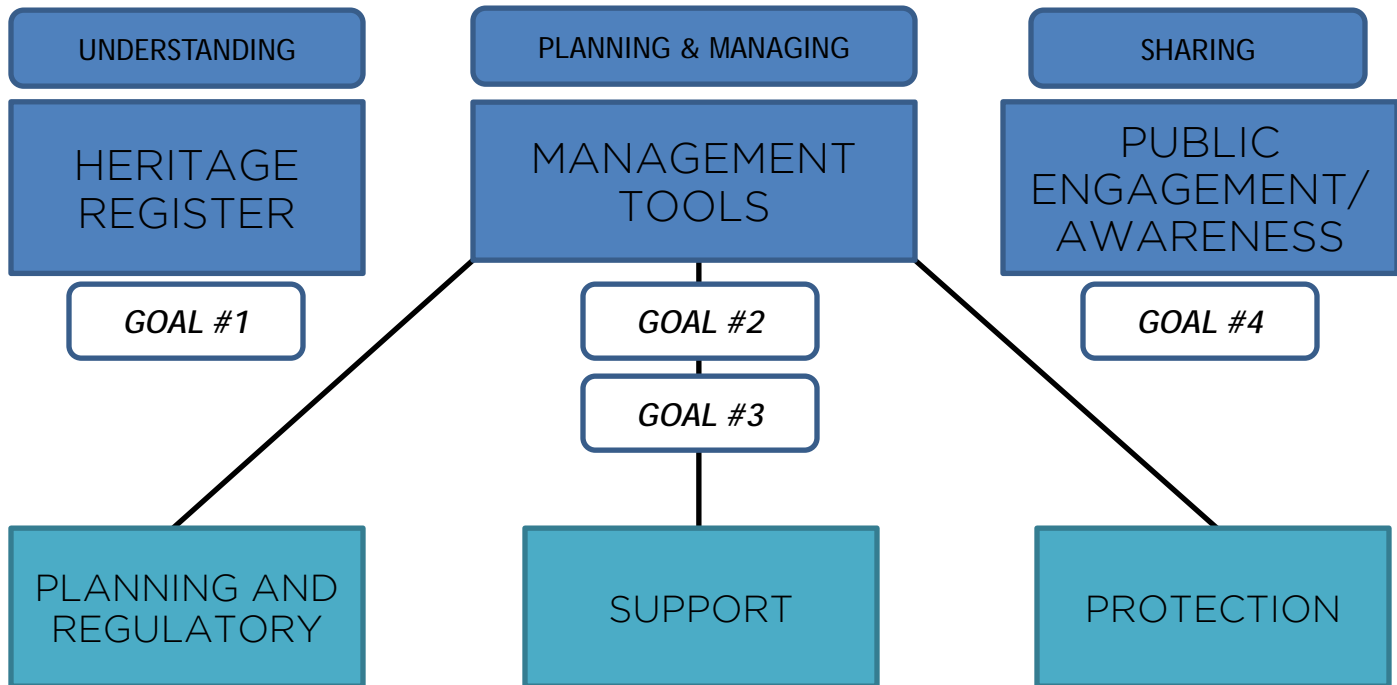 UNDERSTANDING
PLANNING & MANAGING
SHARING
HERITAGE
REGISTER
MANAGEMENT
TOOLS
PUBLIC
ENGAGEMENT/
AWARENESS
GOAL #1
GOAL #2
GOAL #4
GOAL #3
PLANNING AND
REGULATORY
SUPPORT
PROTECTION